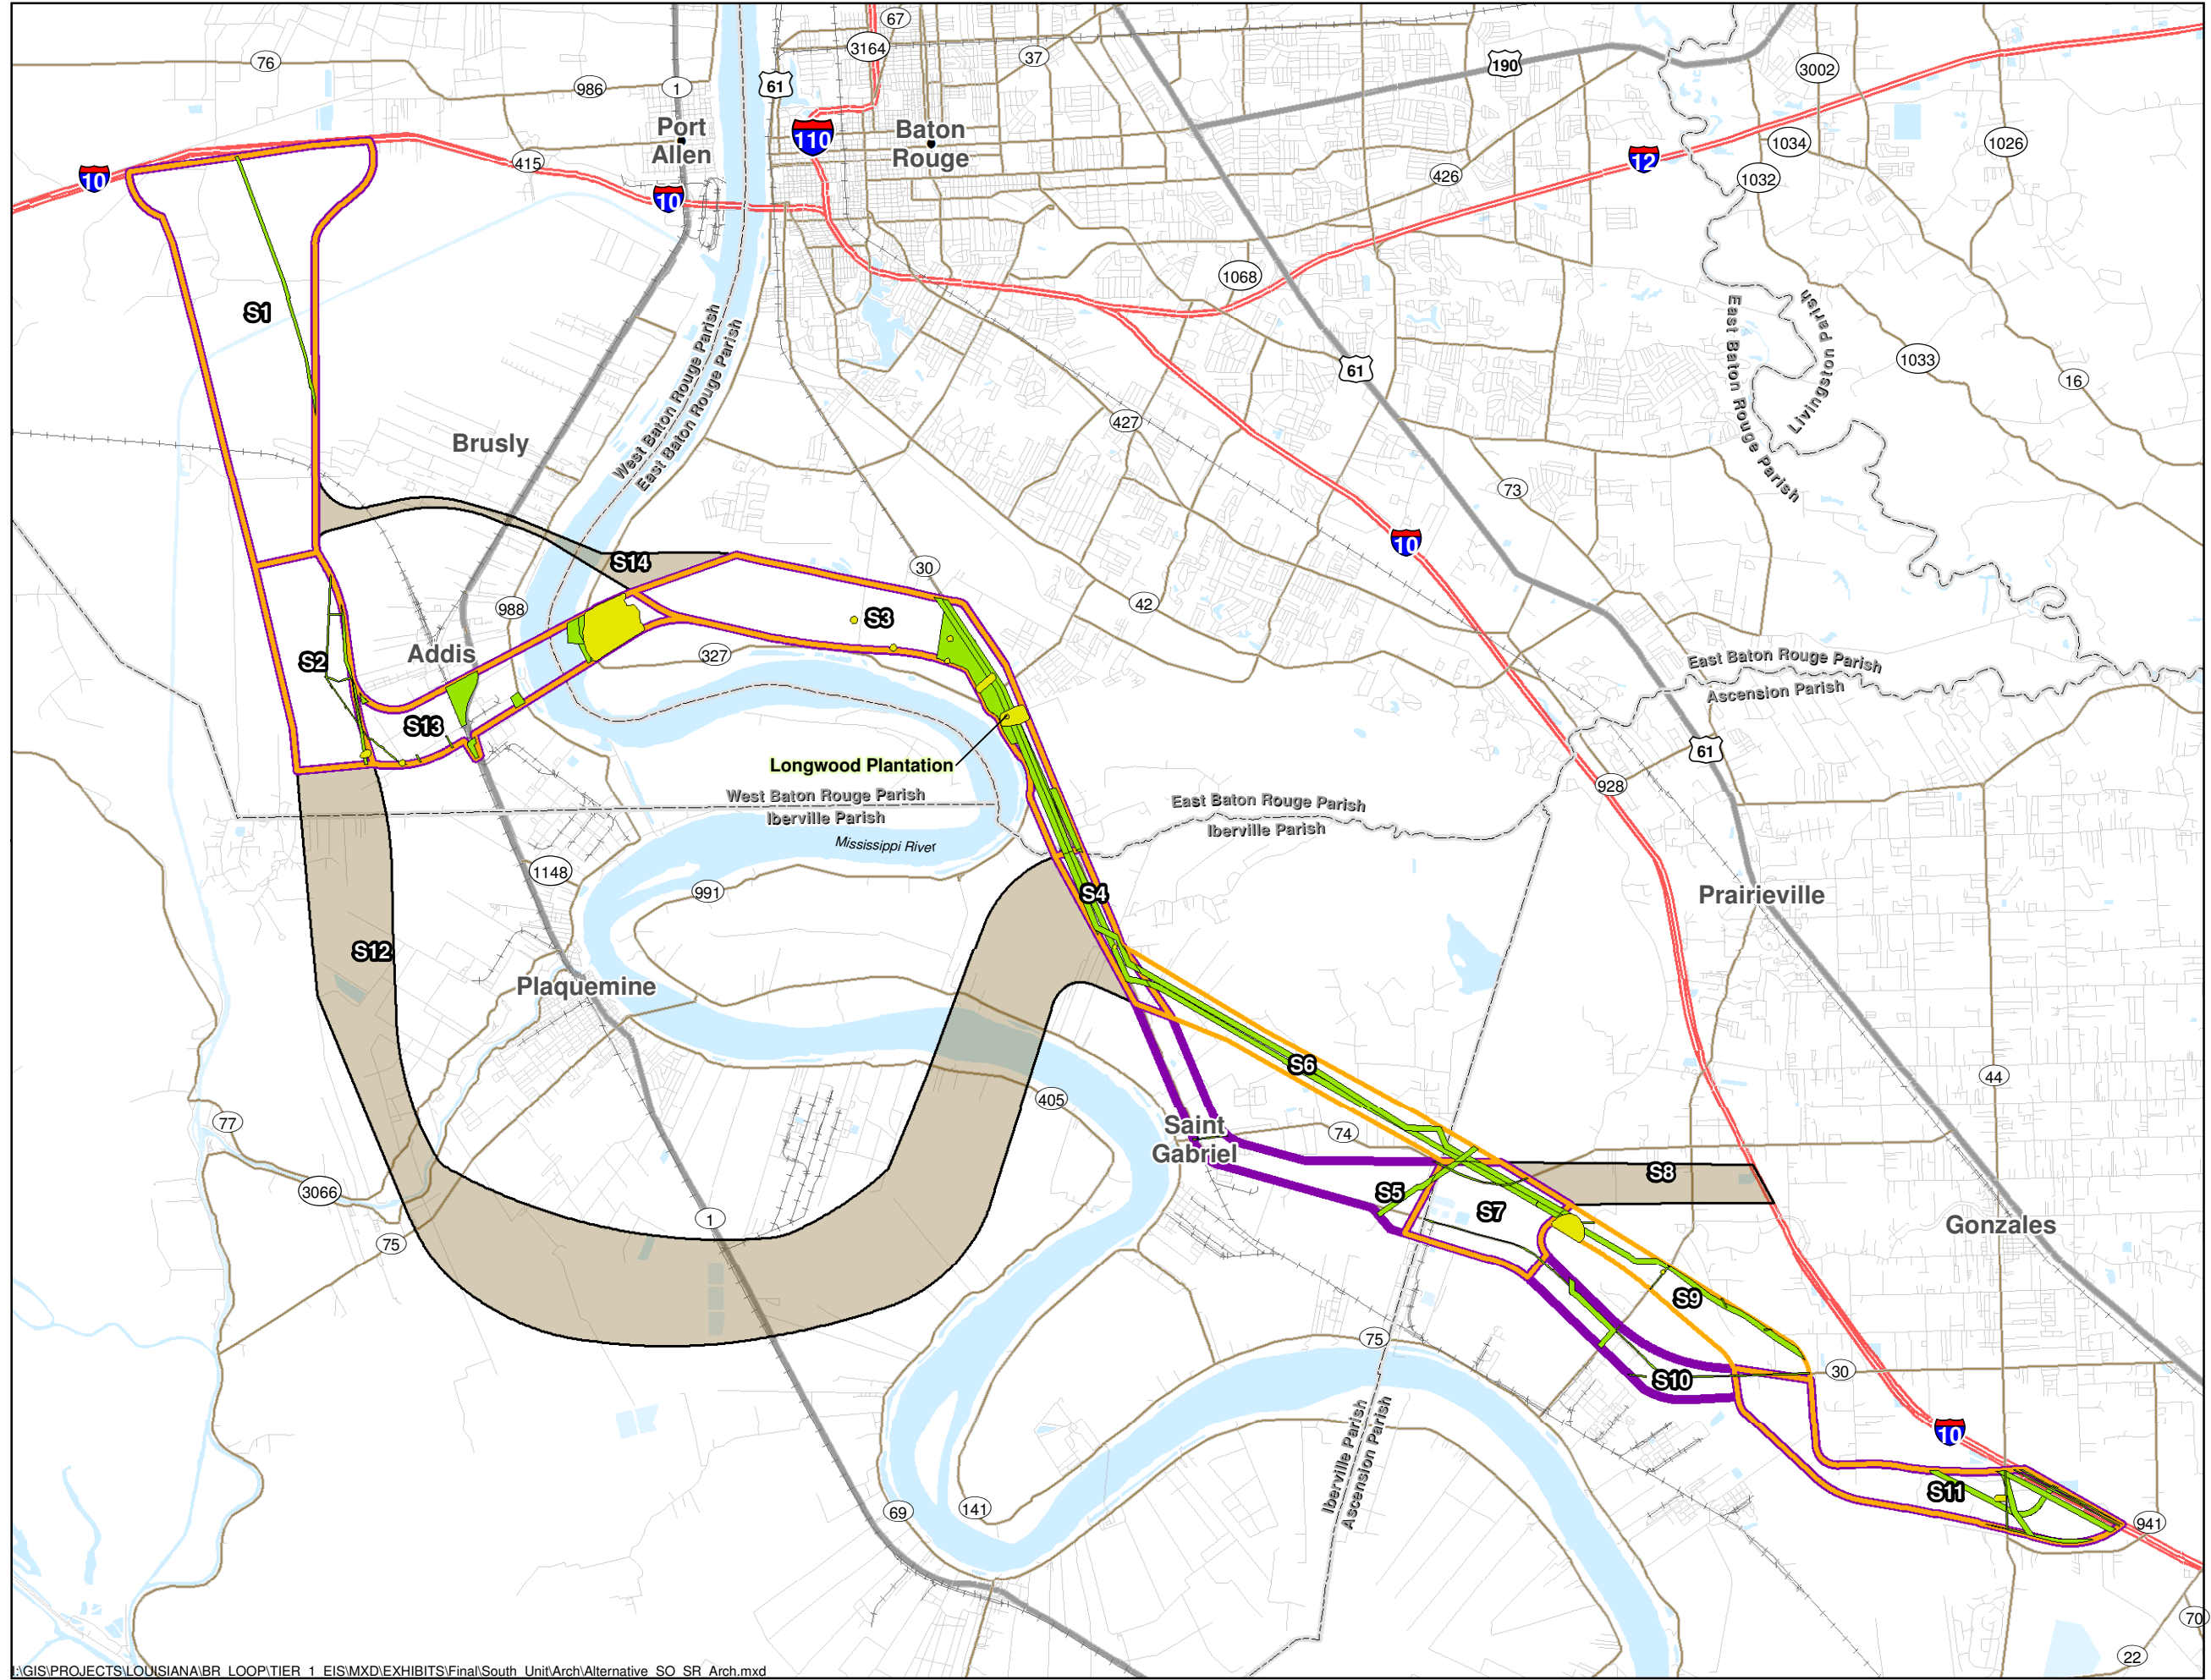 67
3164
37
190
3002
76
986
1
61
Port
Allen
110
Baton
Rouge
1034
1026
415
12
1032
426
10
10
1068
S1
West Baton Rouge Parish
East Baton Rouge Parish
East Baton Rouge Parish
Livingston Parish
1033
61
16
427
Brusly
73
10
S14
30
988
42
S3
327
S2
Addis
East Baton Rouge Parish
Ascension Parish
S13
61
Longwood Plantation
928
West Baton Rouge Parish
Iberville Parish
East Baton Rouge Parish
Iberville Parish
Mississippi River
1148
991
S4
Prairieville
S12
Plaquemine
S6
44
405
77
Saint
Gabriel
74
S8
3066
S5
S7
1
Gonzales
75
S9
75
30
S10
Iberville Parish
Ascension Parish
10
S11
69
141
941
70
22
I:\GIS\PROJECTS\LOUISIANA\BR_LOOP\TIER_1_EIS\MXD\EXHIBITS\Final\South_Unit\Arch\Alternative_SO_SR_Arch.mxd